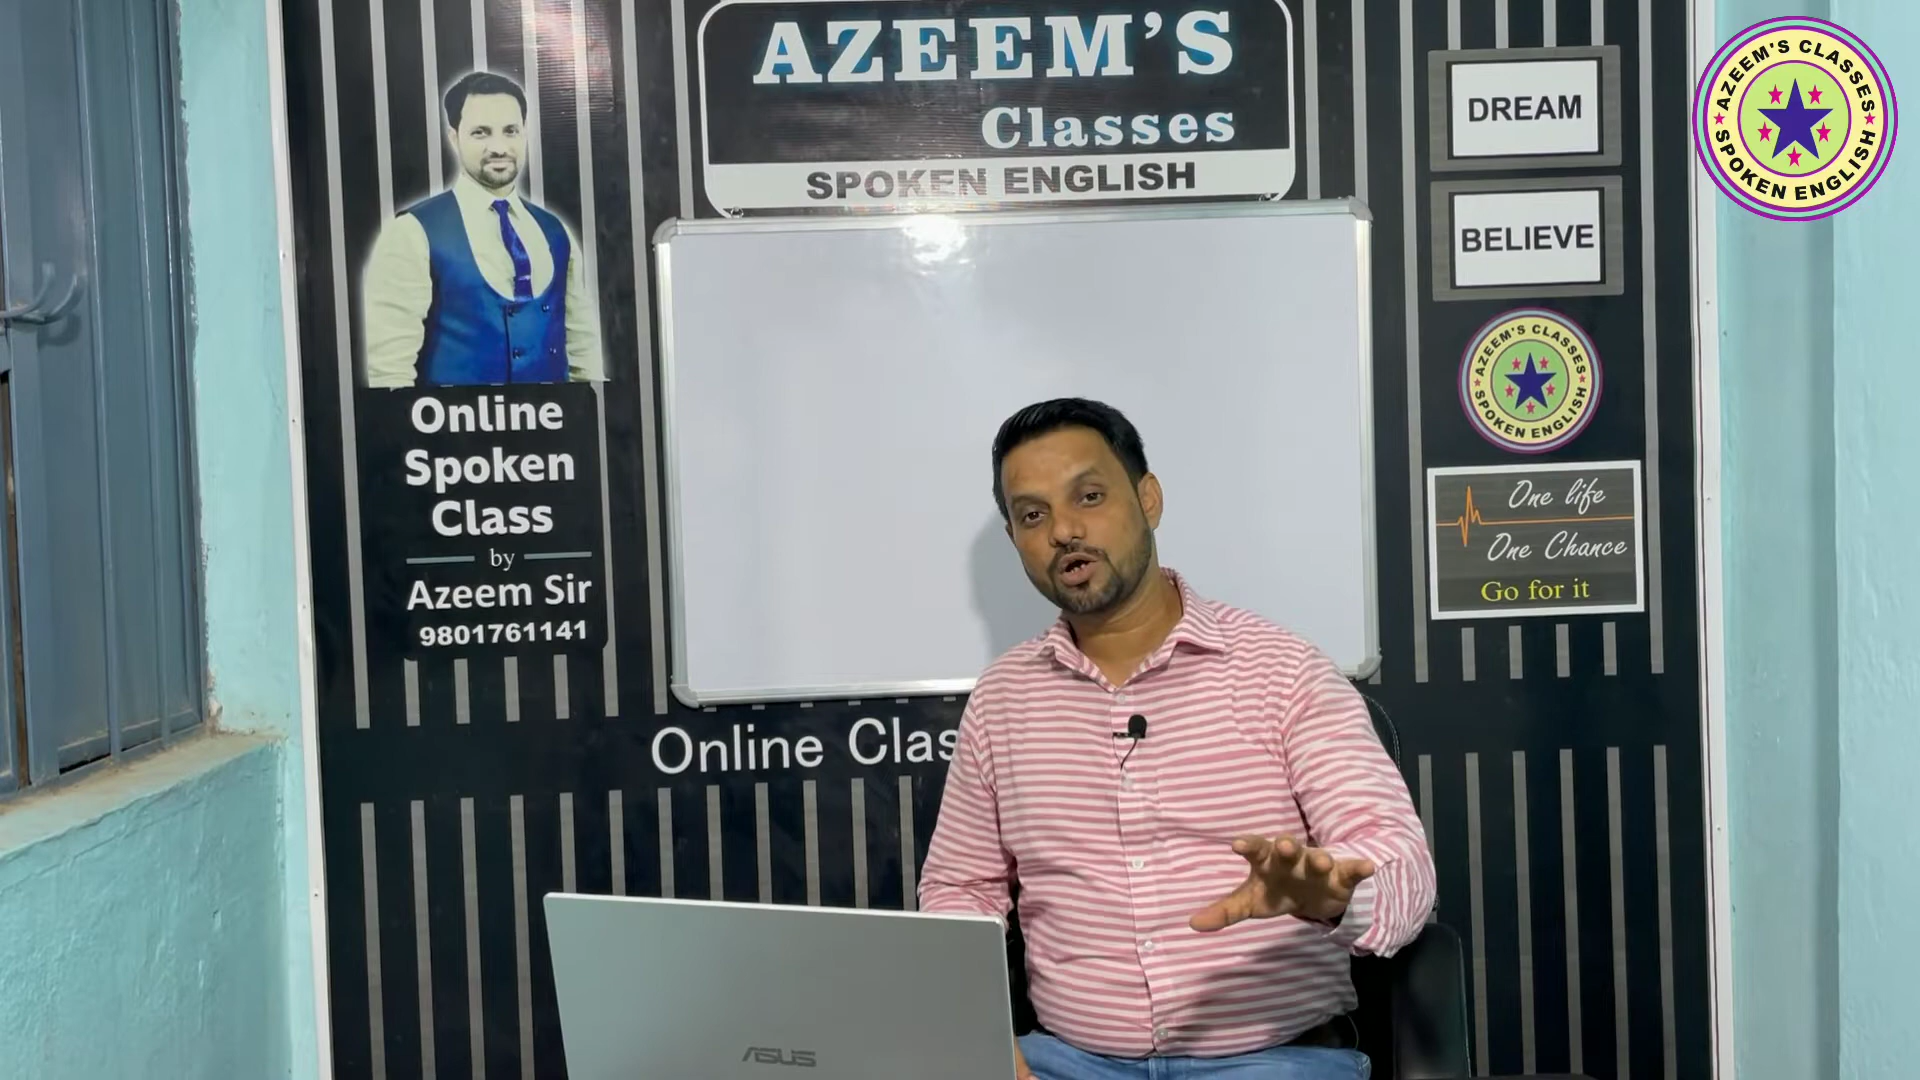 AZEEM'S
Classes
SPOKEN ENGLISH
Online
Spoken
Class
by
Azeem Sir
9801761141
Online Clas
DREAM
BELIEVE
AZEEM'S CLASSES
SPOKEN ENGLISH
One life
One Chance
Go for it
AZEEM'S CLASSES
SPOKEN ENGLISH
ASUS